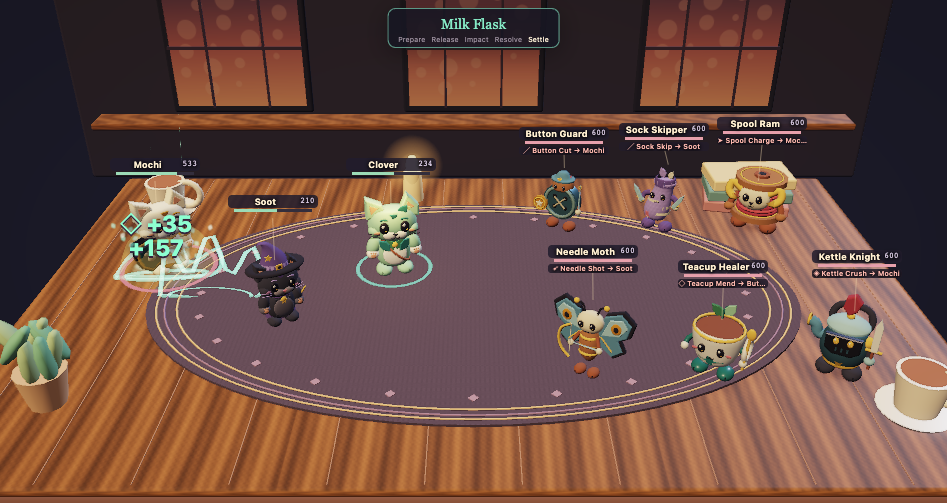 Milk Flask
Prepare Release Impact Resolve Settle
Mochi 533
Soot 210
Clover 234
Button Guard 600
Button Cut → Mochi
Sock Skipper 600
Sock Skip → Soot
Spool Ram 600
Spool Charge → Moc...
+35
+157
Needle Moth 600
Needle Shot → Soot
Teacup Healer 600
Teacup Mend → But...
Kettle Knight 600
Kettle Crush → Mochi